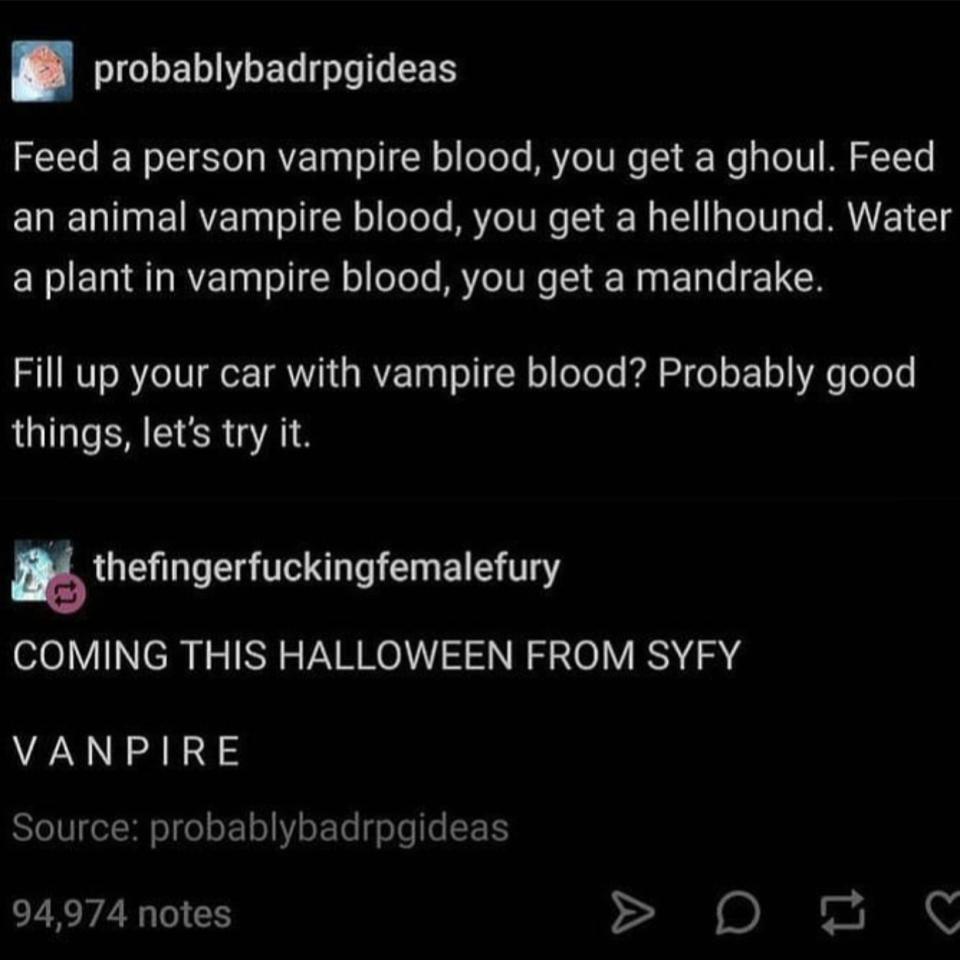 probablybadrpgideas
Feed a person vampire blood, you get a ghoul. Feed
an animal vampire blood, you get a hellhound. Water
a plant in vampire blood, you get a mandrake.
Fill up your car with vampire blood? Probably good
things, let's try it.
thefingerfuckingfemalefury
COMING THIS HALLOWEEN FROM SYFY
V A N P I R E
Source: probablybadrpgideas
94,974 notes